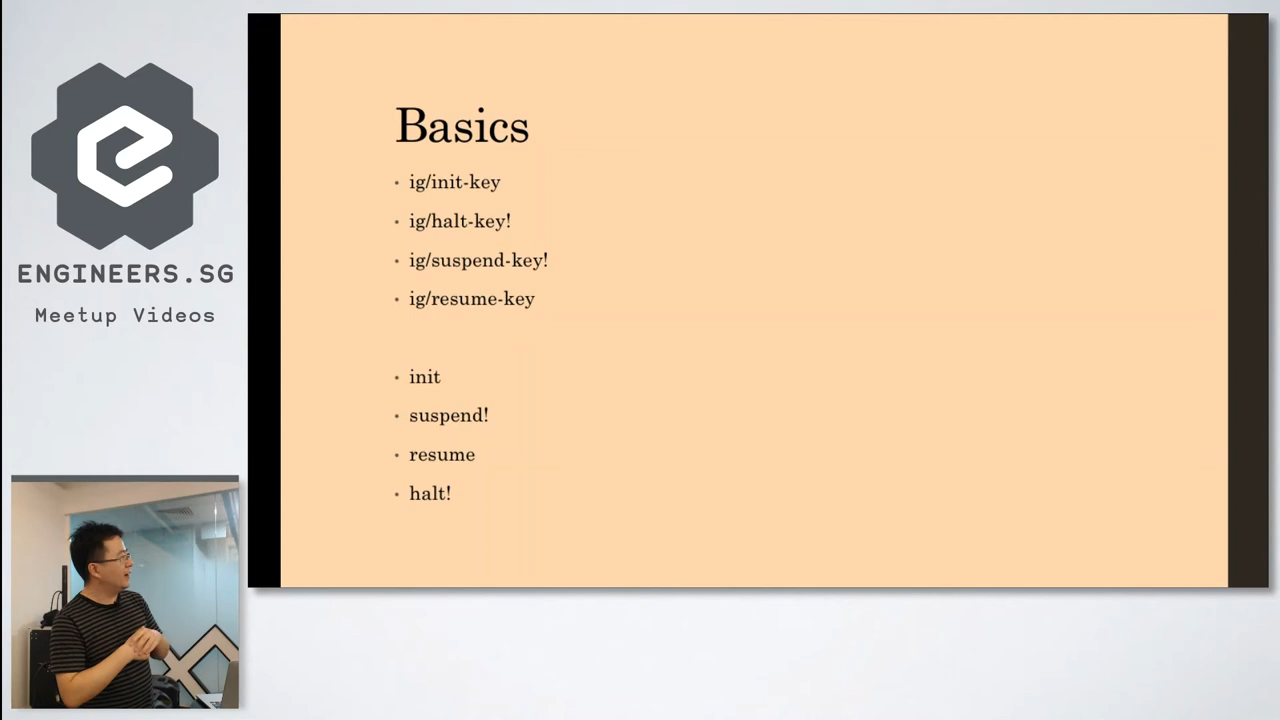 ENGINEERS.SG
Meetup Videos
Basics
• ig/init-key
• ig/halt-key!
• ig/suspend-key!
• ig/resume-key
• init
• suspend!
• resume
• halt!